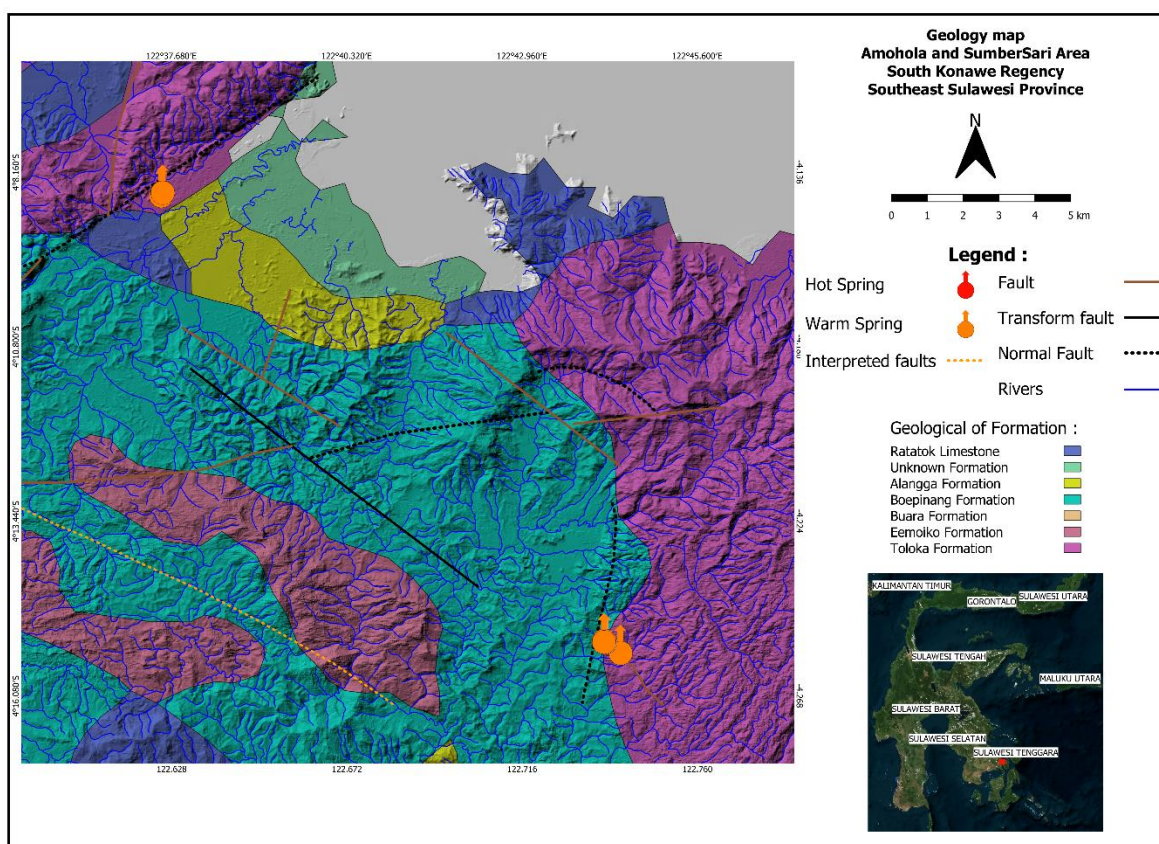 Geology map
Amohola and SumberSari Area
South Konawe Regency
Southeast Sulawesi Province
N
0 1 2 3 4 5 km
Legend :
Hot Spring
Fault
Warm Spring
Transform fault
Interpreted faults
Normal Fault
Rivers
Geological of Formation :
Ratatok Limestone
Unknown Formation
Alangga Formation
Boepinang Formation
Buara Formation
Eemoiko Formation
Toloka Formation
KALIMANTAN TIMUR
GORONTALO
SULAWESI UTARA
SULAWESI TENGAH
MALUKU UTARA
SULAWESI BARAT
SULAWESI SELATAN
SULAWESI TENGGARA
122°37.680'E
122°40.320'E
122°42.960'E
122°45.600'E
4°8.160'S
4°10.800'S
4°13.440'S
4°16.080'S
-4.136
-4.224
-4.268
122.628
122.672
122.716
122.760